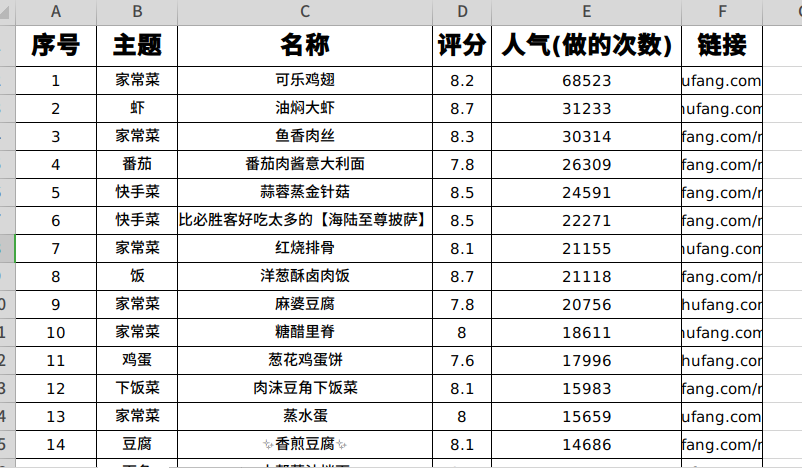 A B C D E F
序号 主题 名称 评分 人气(做的次数) 链接
1 家常菜 可乐鸡翅 8.2 68523 ufang.com
2 虾 油焖大虾 8.7 31233 hufang.com
3 家常菜 鱼香肉丝 8.3 30314 fang.com/r
4 番茄 番茄肉酱意大利面 7.8 26309 fang.com/r
5 快手菜 蒜蓉蒸金针菇 8.5 24591 fang.com/r
6 快手菜 比必胜客好吃太多的【海陆至尊披萨】 8.5 22271 fang.com/r
7 家常菜 红烧排骨 8.1 21155 hufang.com
8 饭 洋葱酥卤肉饭 8.7 21118 fang.com/r
9 家常菜 麻婆豆腐 7.8 20756 hufang.cor
10 家常菜 糖醋里脊 8 18611 hufang.com
11 鸡蛋 葱花鸡蛋饼 7.6 17996 hufang.cor
12 下饭菜 肉沫豆角下饭菜 8.1 15983 fang.com/r
13 家常菜 蒸水蛋 8 15659 ufang.com
14 豆腐 ✨香煎豆腐✨ 8.1 14686 fang.com/r